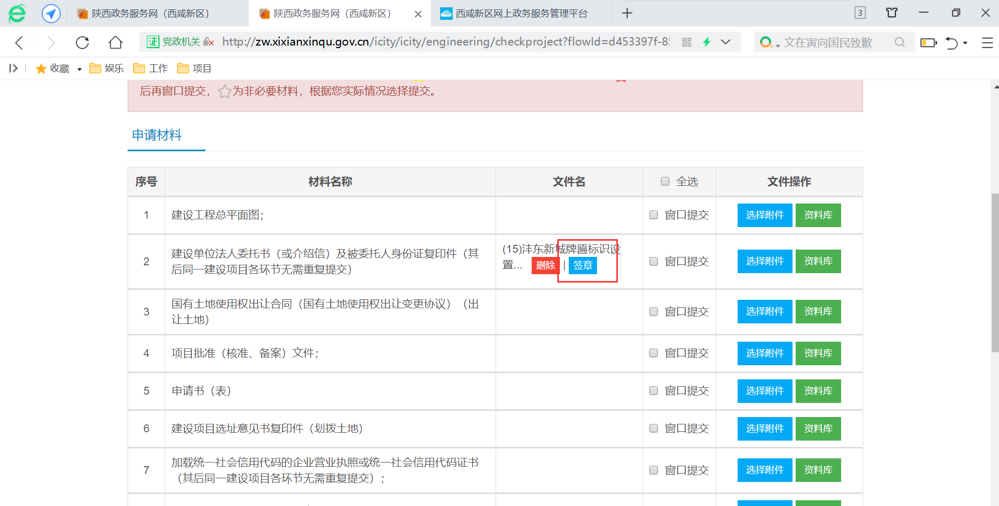 陕西政务服务网（西咸新区）
陕西政务服务网（西咸新区）
西咸新区网上政务服务管理平台
3
证 党政机关
http://zw.xixianxinqu.gov.cn/icity/icity/engineering/checkproject?flowId=d453397f-85
文在寅向国民致歉
收藏 娱乐 工作 项目
后再窗口提交，☆为非必要材料，根据您实际情况选择提交。
申请材料
序号 材料名称 文件名 全选 文件操作
1 建设工程总平面图； 窗口提交 选择附件 资料库
2 建设单位法人委托书（或介绍信）及被委托人身份证复印件（其
后同一建设项目各环节无需重复提交）
(15)沣东新城牌匾标识设
置... 删除 | 签章
窗口提交 选择附件 资料库
3 国有土地使用权出让合同（国有土地使用权出让变更协议）（出
让土地）
窗口提交 选择附件 资料库
4 项目批准（核准、备案）文件； 窗口提交 选择附件 资料库
5 申请书（表） 窗口提交 选择附件 资料库
6 建设项目选址意见书复印件（划拨土地） 窗口提交 选择附件 资料库
7 加载统一社会信用代码的企业营业执照或统一社会信用代码证书
（其后同一建设项目各环节无需重复提交）；
窗口提交 选择附件 资料库